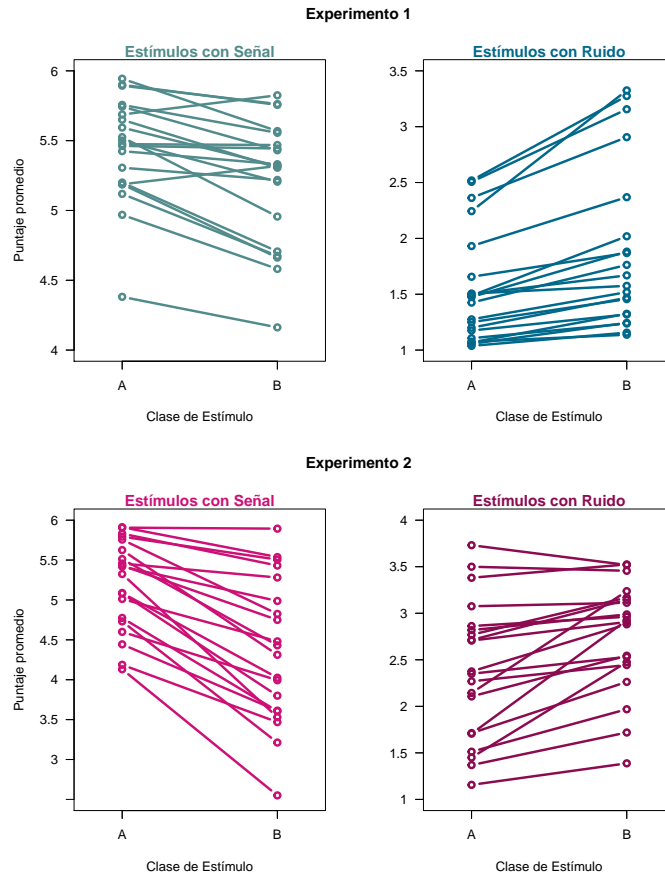 Experimento 1
Estímulos con Señal
Estímulos con Ruido
Puntaje promedio
6
5.5
5
4.5
4
A
B
Clase de Estímulo
3.5
3
2.5
2
1.5
1
A
B
Clase de Estímulo
Experimento 2
Estímulos con Señal
Estímulos con Ruido
Puntaje promedio
6
5.5
5
4.5
4
3.5
3
A
B
Clase de Estímulo
4
3.5
3
2.5
2
1.5
1
A
B
Clase de Estímulo